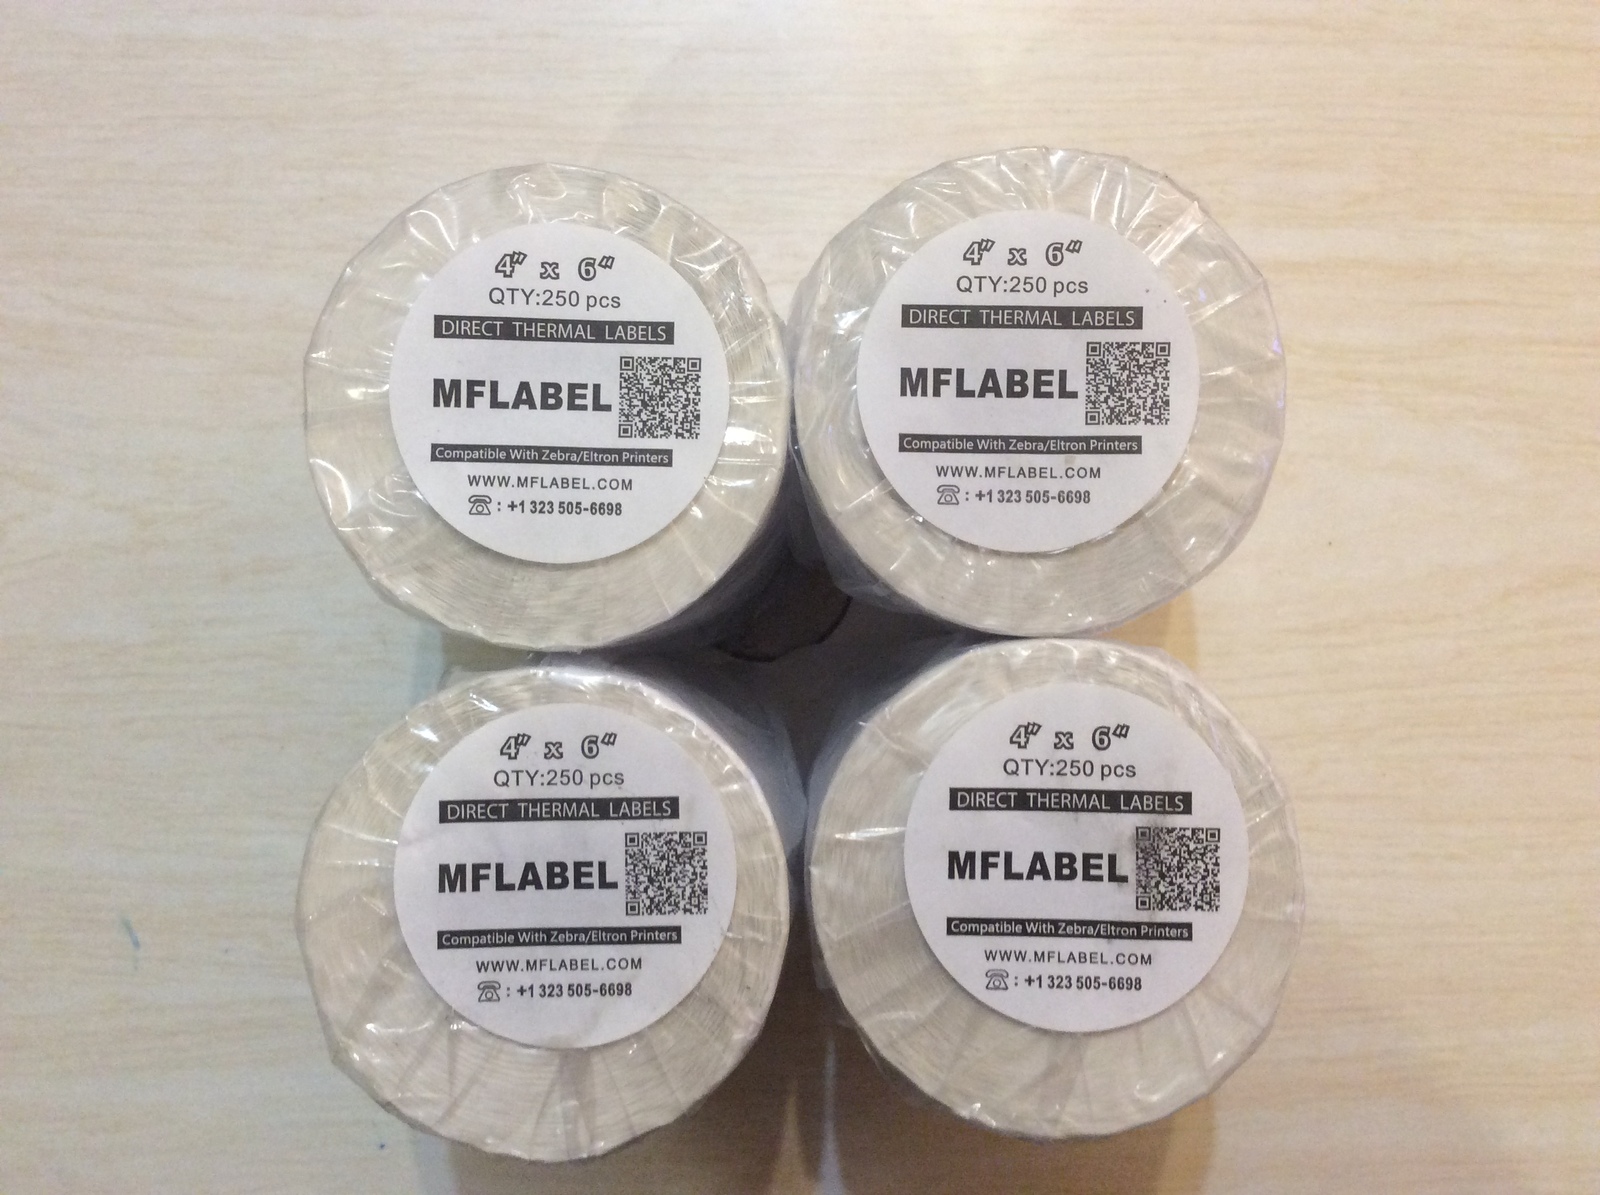 4" x 6"
QTY:250 pcs
DIRECT THERMAL LABELS
MFLABEL
Compatible With Zebra/Eltron Printers
WWW.MFLABEL.COM
: +1 323 505-6698
4" x 6"
QTY:250 pcs
DIRECT THERMAL LABELS
MFLABEL
Compatible With Zebra/Eltron Printers
WWW.MFLABEL.COM
: +1 323 505-6698
4" x 6"
QTY:250 pcs
DIRECT THERMAL LABELS
MFLABEL
Compatible With Zebra/Eltron Printers
WWW.MFLABEL.COM
: +1 323 505-6698
4" x 6"
QTY:250 pcs
DIRECT THERMAL LABELS
MFLABEL
Compatible With Zebra/Eltron Printers
WWW.MFLABEL.COM
: +1 323 505-6698